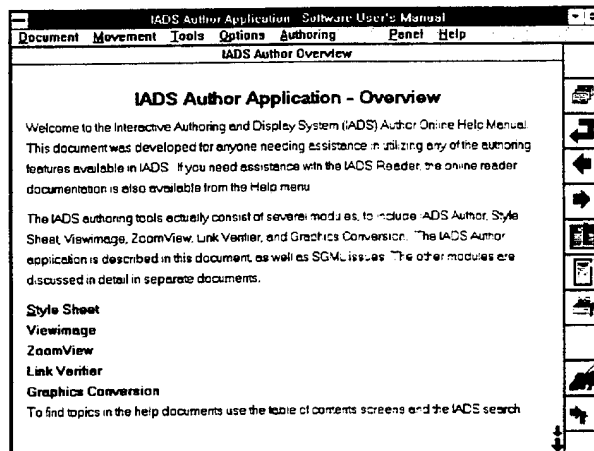 IADS Author Application - Software User's Manual
Document Movement Tools Options Authoring Panel Help
IADS Author Overview
IADS Author Application - Overview
Welcome to the Interactive Authoring and Display System (IADS) Author Online Help Manual.
This document was developed for anyone needing assistance in utilizing any of the authoring
features available in IADS. If you need assistance with the IADS Reader, the online reader
documentation is also available from the Help menu
The IADS authoring tools actually consist of several modules, to include IADS Author, Style
Sheet, Viewimage, ZoomView, Link Verifier, and Graphics Conversion. The IADS Author
application is described in this document, as well as SGML issues. The other modules are
discussed in detail in separate documents.
Style Sheet
Viewimage
ZoomView
Link Verifier
Graphics Conversion
To find topics in the help documents use the table of contents screens and the IADS search